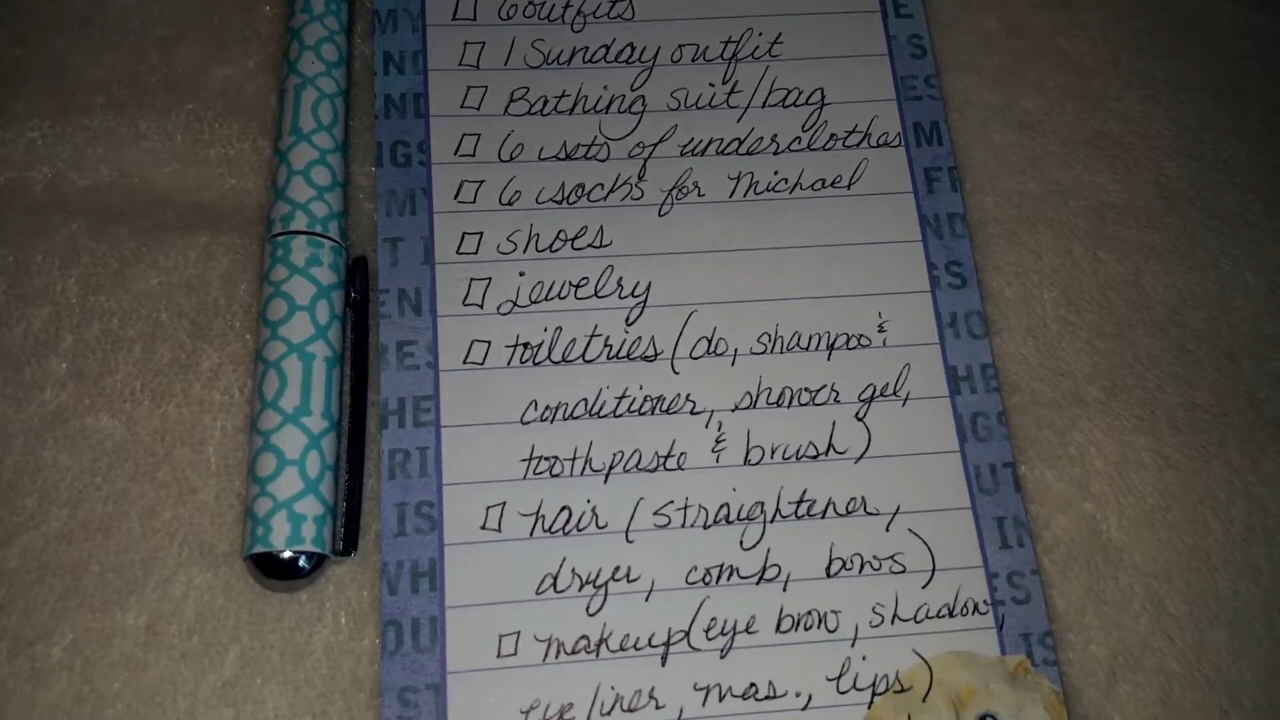 ☐ 6 outfits
☐ 1 Sunday outfit
☐ Bathing suit/bag
☐ 6 sets of underclothes
☐ 6 socks for Michael
☐ shoes
☐ jewelry
☐ toiletries (do, shampoo &
conditioner, shower gel,
toothpaste & brush)
☐ hair (straightener,
dryer, comb, bows)
☐ makeup (eye brow, shadow,
eye liner, mas., lips)